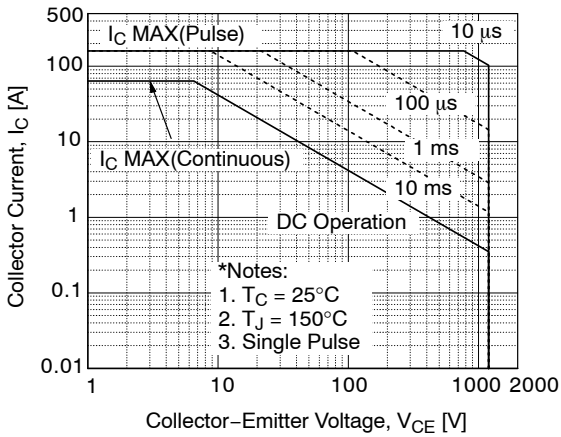 500
I_C MAX(Pulse)
10 µs
100
100 µs
10
1 ms
I_C MAX(Continuous)
10 ms
1
DC Operation
*Notes:
1. T_C = 25°C
2. T_J = 150°C
3. Single Pulse
0.1
0.01
1 10 100 1000 2000
Collector Current, I_C [A]
Collector−Emitter Voltage, V_CE [V]